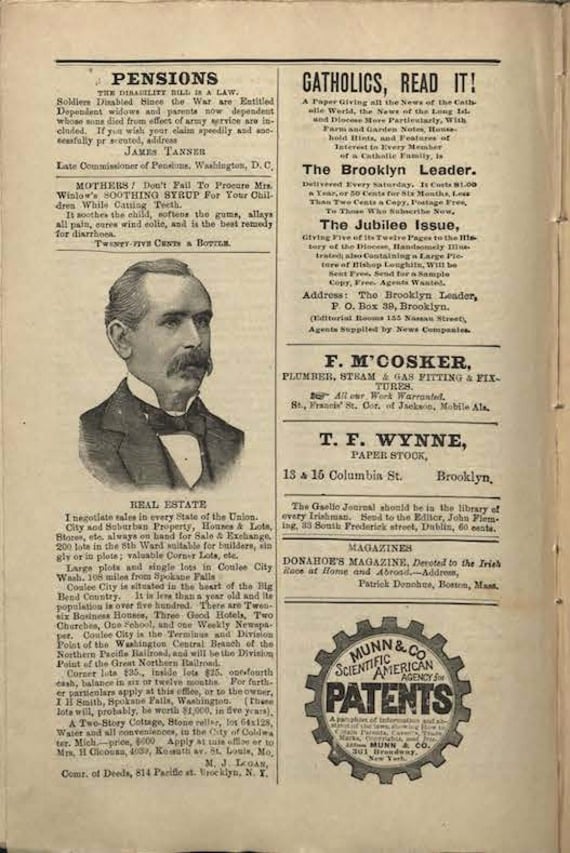 PENSIONS
THE DISABILITY BILL IS A LAW.
Soldiers Disabled Since the War are Entitled
Dependent widows and parents now dependent
whose sons died from effect of army service are in-
cluded. If you wish your claim speedily and suc-
cessfully pr secuted, address
JAMES TANNER
Late Commissioner of Pensions, Washington, D. C.
MOTHERS! Don't Fail To Procure Mrs.
Winlow's SOOTHING SYRUP For Your Chil-
dren While Cutting Teeth.
It soothes the child, softens the gums, allays
all pain, cures wind colic, and is the best remedy
for diarrhœa.
TWENTY-FIVE CENTS A BOTTLE.
REAL ESTATE
I negotiate sales in every State of the Union.
City and Suburban Property, Houses & Lots,
Stores, etc. always on hand for Sale & Exchange.
200 lots in the 8th Ward suitable for builders, sin
gly or in plots; valuable Corner Lots, etc.
Large plots and single lots in Coulee City
Wash. 108 miles from Spokane Falls
Coulee City is situated in the heart of the Big
Bend Country. It is less than a year old and its
population is over five hundred. There are Twen-
six Business Houses, Three Good Hotels, Two
Churches, One School, and one Weekly Newspa-
per. Coulee City is the Terminus and Division
Point of the Washington Central Branch of the
Northern Pacific Railroad, and will be the Division
Point of the Great Northern Railroad.
Corner lots $35., inside lots $25. one-fourth
cash, balance in six or twelve months. For furth-
er particulars apply at this office, or to the owner,
I H Smith, Spokane Falls, Washington. (These
lots will, probably, be worth $1,000, in five years).
A Two-Story Cottage, Stone cellar, lot 64x128,
Water and all conveniences, in the City of Coldwa
ter. Mich.—price, $600 Apply at this office or to
Mrs. H 4039, Kossuth av. St. Louis, Mo.
M. J. LOGAN,
Comr. of Deeds, 814 Pacific st. Brooklyn, N. Y.
CATHOLICS, READ IT!
A Paper Giving all the News of the Cath-
olic World, the News of the Long Isl-
and Diocese More Particularly, With
Farm and Garden Notes, House-
hold Hints, and Features of
Interest to Every Member
of a Catholic Family, is
The Brooklyn Leader.
Delivered Every Saturday. It Costs $1.00
a Year, or 50 Cents for Six Months, Less
Than Two Cents a Copy, Postage Free,
To Those Who Subscribe Now.
The Jubilee Issue,
Giving Five of its Twelve Pages to the His-
tory of the Diocese, Handsomely Illus-
trated; also Containing a Large Pic-
ture of Bishop Loughlin, Will be
Sent Free. Send for a Sample
Copy, Free. Agents Wanted.
Address: The Brooklyn Leader,
P. O. Box 39, Brooklyn.
(Editorial Rooms 155 Nassau Street),
Agents Supplied by News Companies.
F. M'COSKER,
PLUMBER, STEAM & GAS FITTING & FIX-
TURES.
All our Work Warranted.
St., Francis' St. Cor. of Jackson, Mobile Ala.
T. F. WYNNE,
PAPER STOCK,
13 & 15 Columbia St. Brooklyn.
The Gaelic Journal should be in the library of
every Irishman. Send to the Editor, John Flem-
ing, 33 South Frederick street, Dublin, 60 cents.
MAGAZINES
DONAHOE'S MAGAZINE, Devoted to the Irish
Race at Home and Abroad.—Address,
Patrick Donohue, Boston, Mass.
MUNN & CO
SCIENTIFIC AMERICAN
AGENCY for
PATENTS
A pamphlet of information and ab-
stract of the laws, showing How to
Obtain Patents, Caveats, Trade
Marks, Copyrights,
Address MUNN & CO.
361 Broadway,
New York.